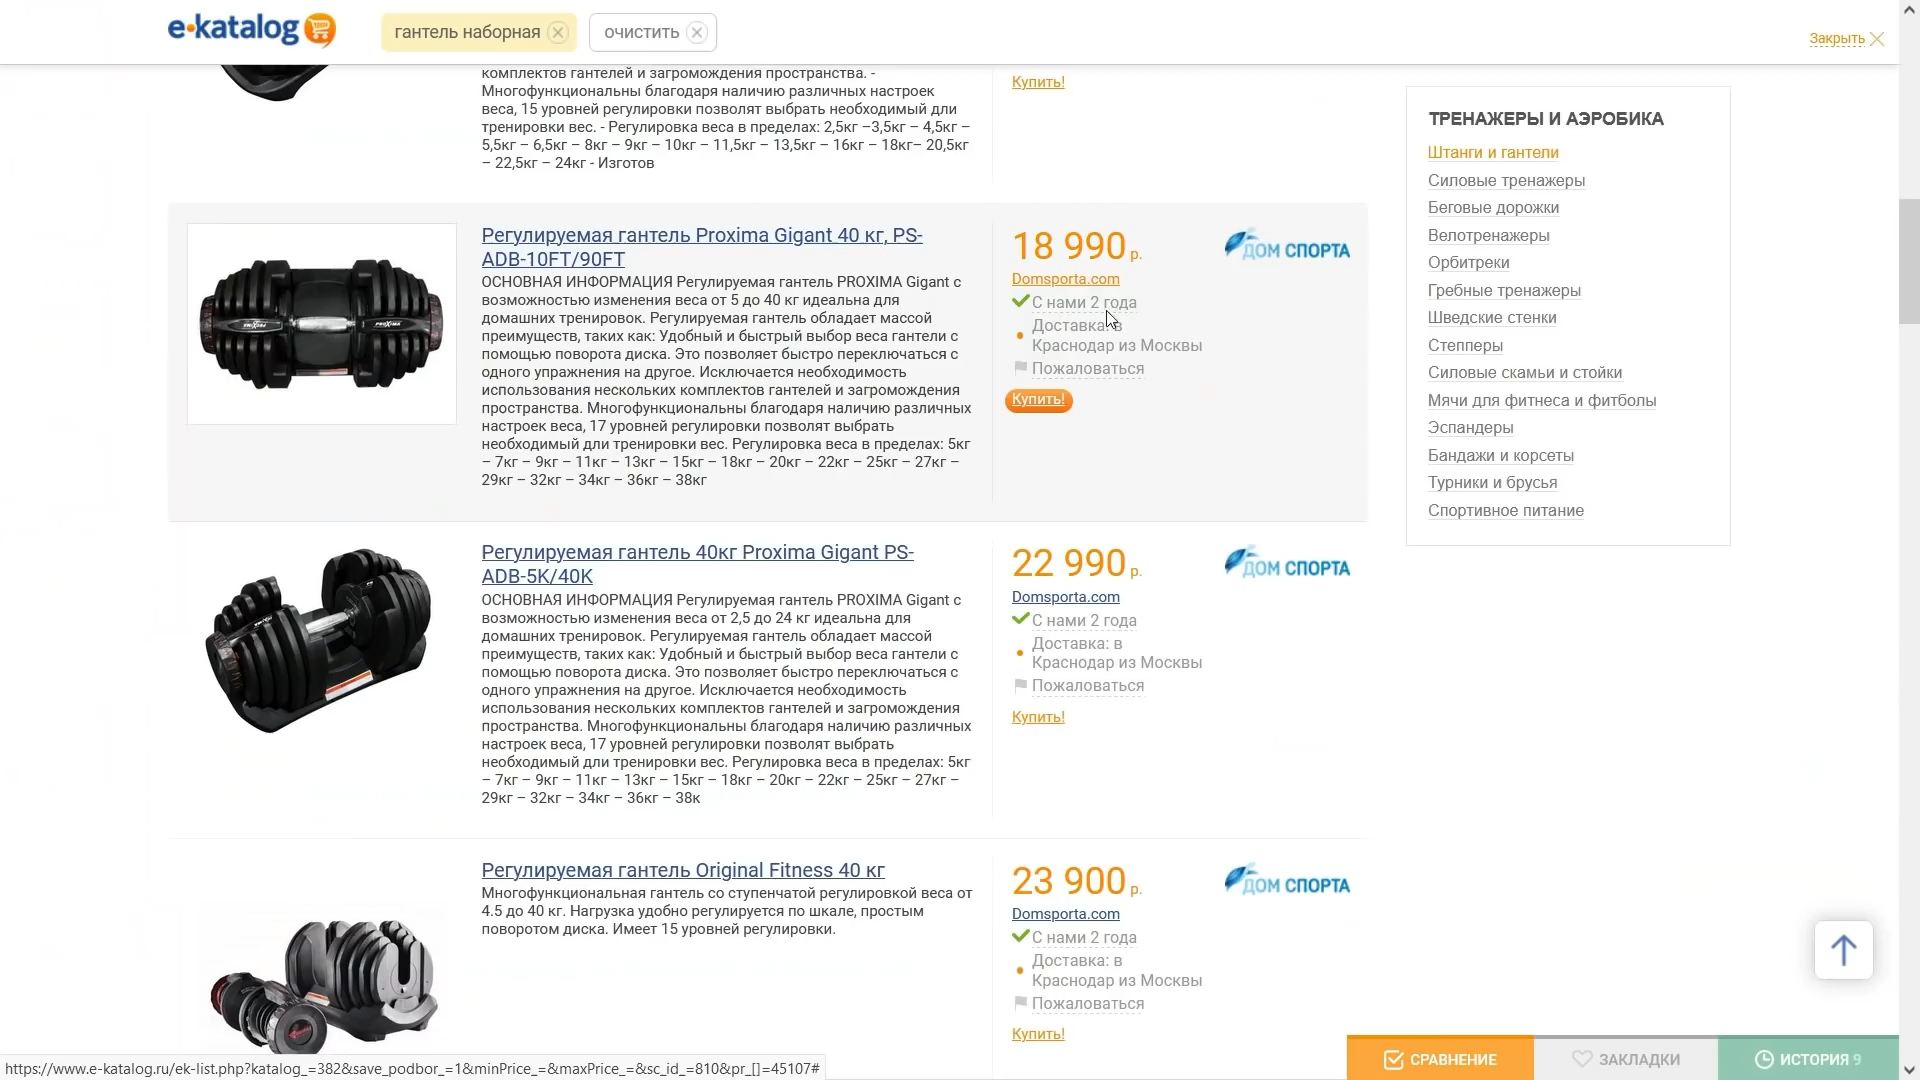 e-katalog
гантель наборная
очистить
Закрыть
комплектов гантелей и загромождения пространства. -
Многофункциональны благодаря наличию различных настроек
веса, 15 уровней регулировки позволят выбрать необходимый дли
тренировки вес. - Регулировка веса в пределах: 2,5кг –3,5кг – 4,5кг –
5,5кг – 6,5кг – 8кг – 9кг – 10кг – 11,5кг – 13,5кг – 16кг – 18кг– 20,5кг
– 22,5кг – 24кг - Изготов
Купить!
Регулируемая гантель Proxima Gigant 40 кг, PS-
ADB-10FT/90FT
ОСНОВНАЯ ИНФОРМАЦИЯ Регулируемая гантель PROXIMA Gigant с
возможностью изменения веса от 5 до 40 кг идеальна для
домашних тренировок. Регулируемая гантель обладает массой
преимуществ, таких как: Удобный и быстрый выбор веса гантели с
помощью поворота диска. Это позволяет быстро переключаться с
одного упражнения на другое. Исключается необходимость
использования нескольких комплектов гантелей и загромождения
пространства. Многофункциональны благодаря наличию различных
настроек веса, 17 уровней регулировки позволят выбрать
необходимый дли тренировки вес. Регулировка веса в пределах: 5кг
– 7кг – 9кг – 11кг – 13кг – 15кг – 18кг – 20кг – 22кг – 25кг – 27кг –
29кг – 32кг – 34кг – 36кг – 38кг
18 990 р.
ДОМ СПОРТА
Domsporta.com
С нами 2 года
Доставка: в
Краснодар из Москвы
Пожаловаться
Купить!
Регулируемая гантель 40кг Proxima Gigant PS-
ADB-5K/40K
ОСНОВНАЯ ИНФОРМАЦИЯ Регулируемая гантель PROXIMA Gigant с
возможностью изменения веса от 2,5 до 24 кг идеальна для
домашних тренировок. Регулируемая гантель обладает массой
преимуществ, таких как: Удобный и быстрый выбор веса гантели с
помощью поворота диска. Это позволяет быстро переключаться с
одного упражнения на другое. Исключается необходимость
использования нескольких комплектов гантелей и загромождения
пространства. Многофункциональны благодаря наличию различных
настроек веса, 17 уровней регулировки позволят выбрать
необходимый дли тренировки вес. Регулировка веса в пределах: 5кг
– 7кг – 9кг – 11кг – 13кг – 15кг – 18кг – 20кг – 22кг – 25кг – 27кг –
29кг – 32кг – 34кг – 36кг – 38к
22 990 р.
ДОМ СПОРТА
Domsporta.com
С нами 2 года
Доставка: в
Краснодар из Москвы
Пожаловаться
Купить!
Регулируемая гантель Original Fitness 40 кг
Многофункциональная гантель со ступенчатой регулировкой веса от
4.5 до 40 кг. Нагрузка удобно регулируется по шкале, простым
поворотом диска. Имеет 15 уровней регулировки.
23 900 р.
ДОМ СПОРТА
Domsporta.com
С нами 2 года
Доставка: в
Краснодар из Москвы
Пожаловаться
Купить!
ТРЕНАЖЕРЫ И АЭРОБИКА
Штанги и гантели
Силовые тренажеры
Беговые дорожки
Велотренажеры
Орбитреки
Гребные тренажеры
Шведские стенки
Степперы
Силовые скамьи и стойки
Мячи для фитнеса и фитболы
Эспандеры
Бандажи и корсеты
Турники и брусья
Спортивное питание
СРАВНЕНИЕ
ЗАКЛАДКИ
ИСТОРИЯ 9
https://www.e-katalog.ru/ek-list.php?katalog_=382&save_podbor_=1&minPrice_=&maxPrice_=&sc_id_=810&pr_[]=45107#